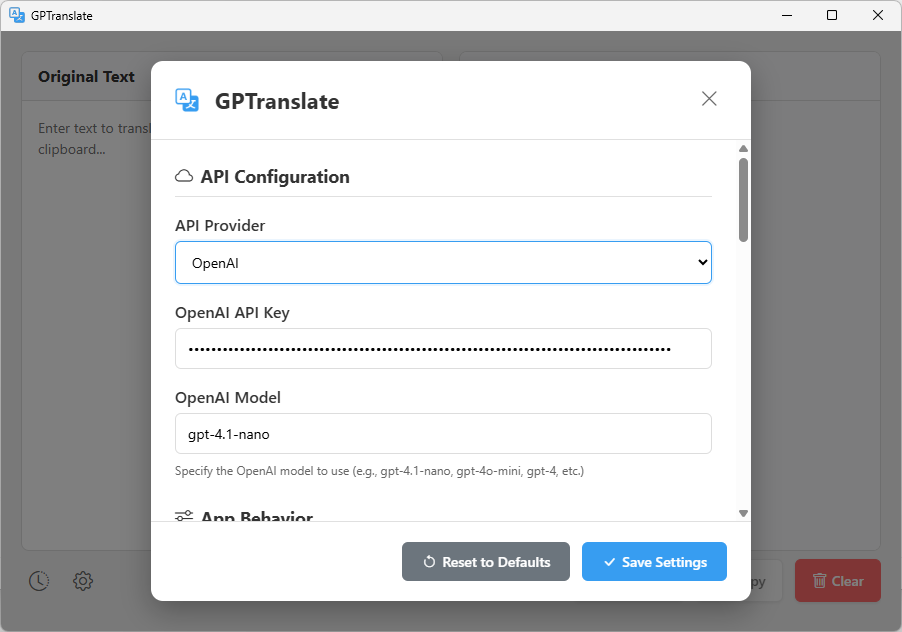 GPTranslate
Original Text
Enter text to transl
clipboard...
GPTranslate
API Configuration
API Provider
OpenAI
OpenAI API Key
••••••••••••••••••••••••••••••••••••••••••••••••••••••••••••••••••••••••••••••••••••
OpenAI Model
gpt-4.1-nano
Specify the OpenAI model to use (e.g., gpt-4.1-nano, gpt-4o-mini, gpt-4, etc.)
App Behavior
Reset to Defaults
Save Settings
py
Clear